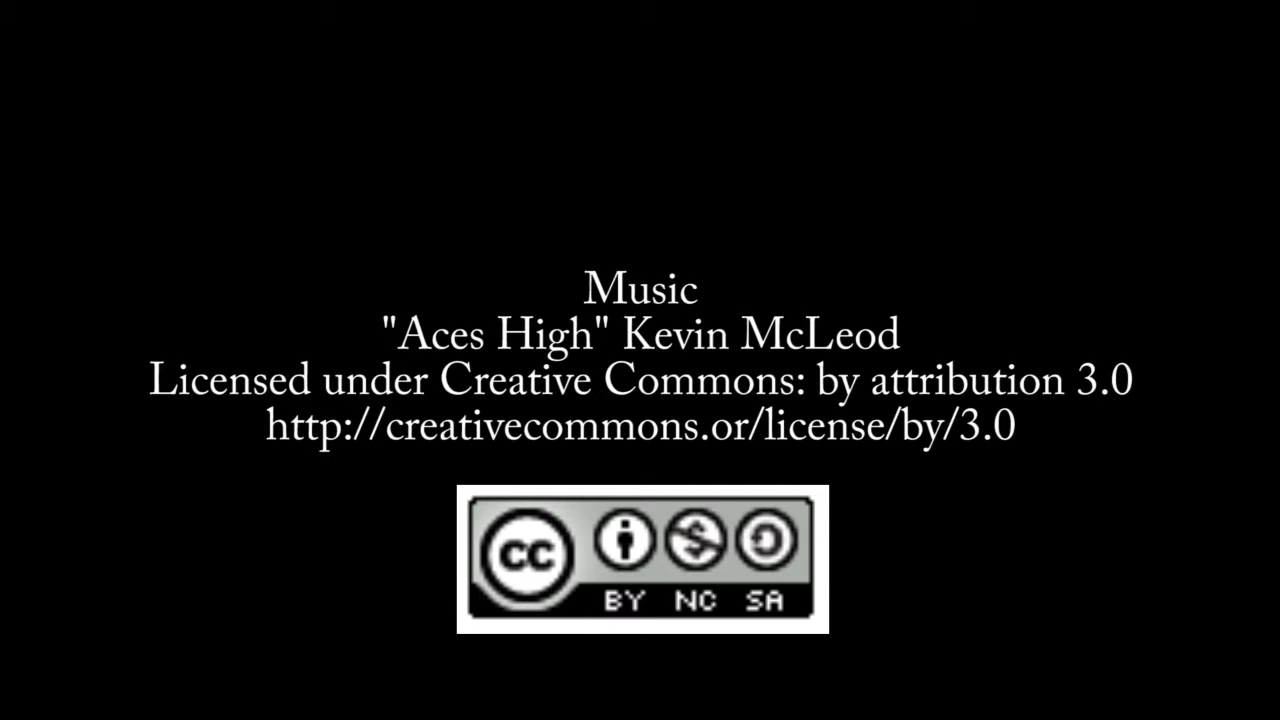 Music
"Aces High" Kevin McLeod
Licensed under Creative Commons: by attribution 3.0
http://creativecommons.or/license/by/3.0
CC
BY NC SA